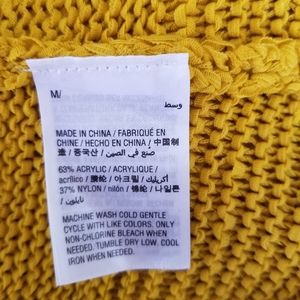 M/
وسط
MADE IN CHINA / FABRIQUÉ EN
CHINE / HECHO EN CHINA / 中国制
造 / 중국산 / صنع في الصين
63% ACRYLIC / ACRYLIQUE /
acrílico / 腈纶 / 아크릴 / أكريليك
37% NYLON / nilón / 锦纶 / 나일론
/ نايلون
MACHINE WASH COLD GENTLE
CYCLE WITH LIKE COLORS. ONLY
NON-CHLORINE BLEACH WHEN
NEEDED. TUMBLE DRY LOW. COOL
IRON WHEN NEEDED.